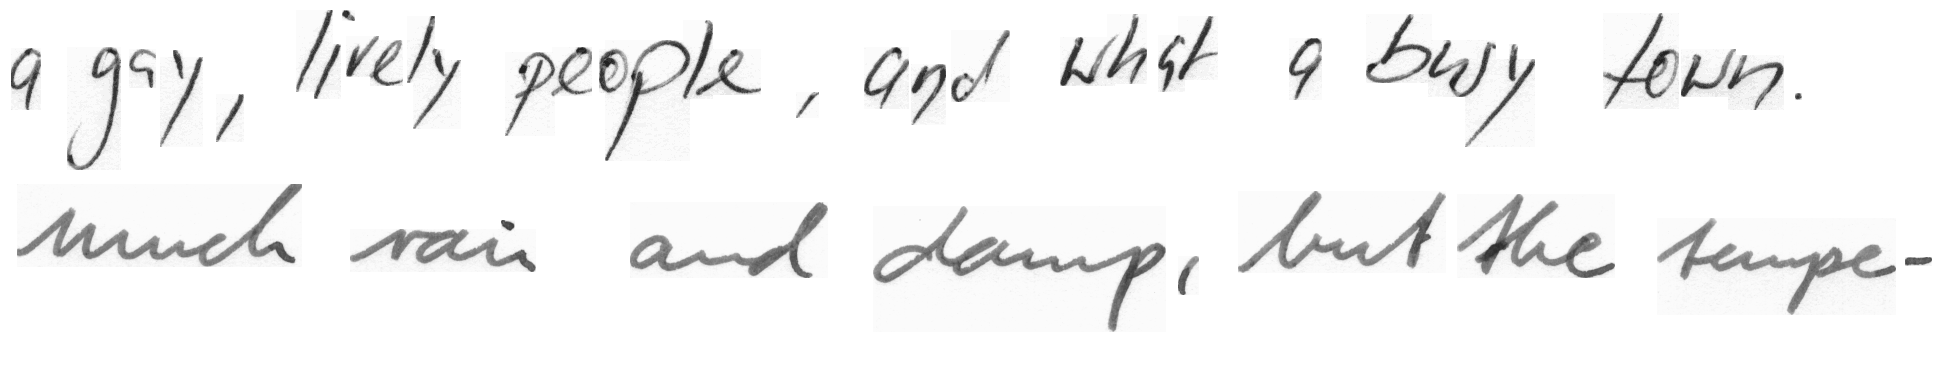 a gay, lively people, and what a busy town.
much rain and damp, but the tempe-